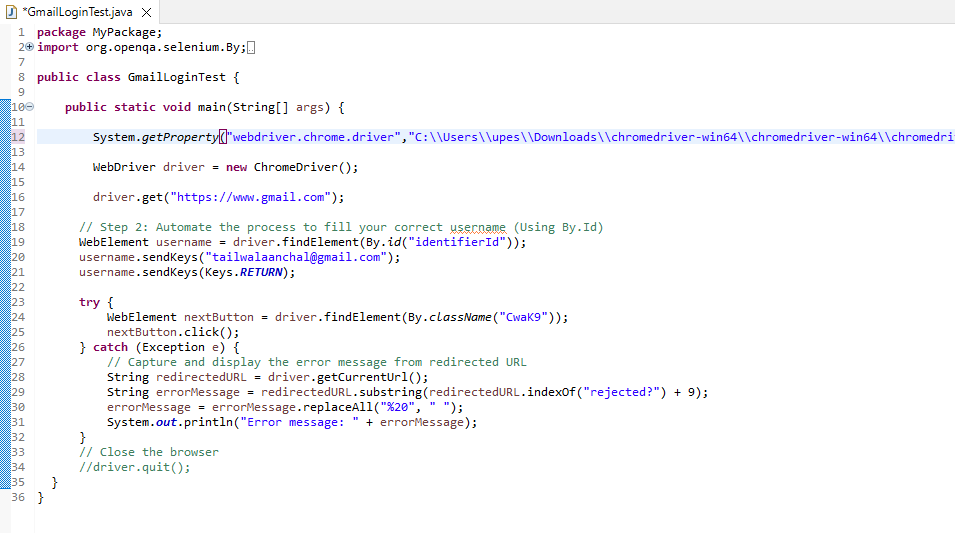 *GmailLoginTest.java
1 package MyPackage;
2 import org.openqa.selenium.By;
7
8 public class GmailLoginTest {
9
10 public static void main(String[] args) {
11
12 System.getProperty("webdriver.chrome.driver","C:\\Users\\upes\\Downloads\\chromedriver-win64\\chromedriver-win64\\chromedri
13
14 WebDriver driver = new ChromeDriver();
15
16 driver.get("https://www.gmail.com");
17
18 // Step 2: Automate the process to fill your correct username (Using By.Id)
19 WebElement username = driver.findElement(By.id("identifierId"));
20 username.sendKeys("tailwalaanchal@gmail.com");
21 username.sendKeys(Keys.RETURN);
22
23 try {
24 WebElement nextButton = driver.findElement(By.className("CwaK9"));
25 nextButton.click();
26 } catch (Exception e) {
27 // Capture and display the error message from redirected URL
28 String redirectedURL = driver.getCurrentUrl();
29 String errorMessage = redirectedURL.substring(redirectedURL.indexOf("rejected?") + 9);
30 errorMessage = errorMessage.replaceAll("%20", " ");
31 System.out.println("Error message: " + errorMessage);
32 }
33 // Close the browser
34 //driver.quit();
35 }
36 }